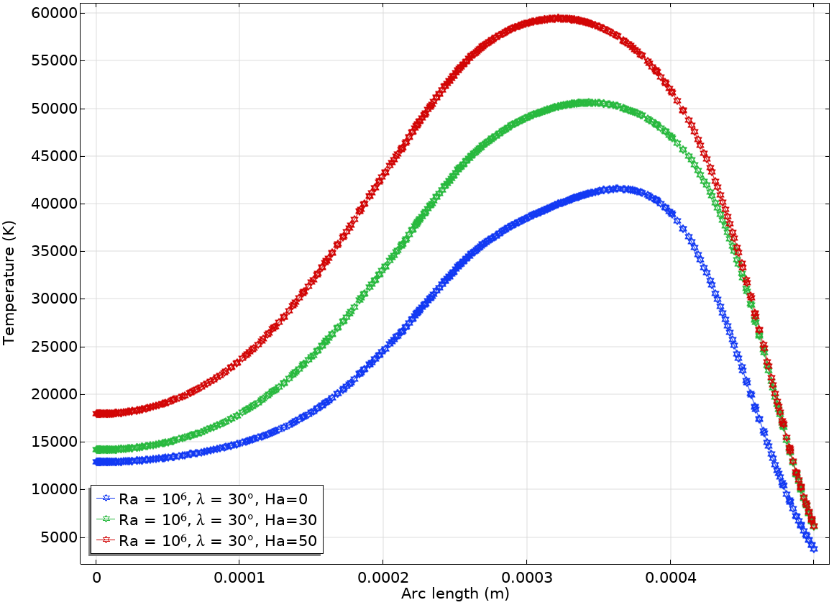 60000
55000
50000
45000
40000
35000
30000
25000
20000
15000
10000
5000
Temperature (K)
Ra = 10⁶, λ = 30°, Ha=0
Ra = 10⁶, λ = 30°, Ha=30
Ra = 10⁶, λ = 30°, Ha=50
0 0.0001 0.0002 0.0003 0.0004
Arc length (m)